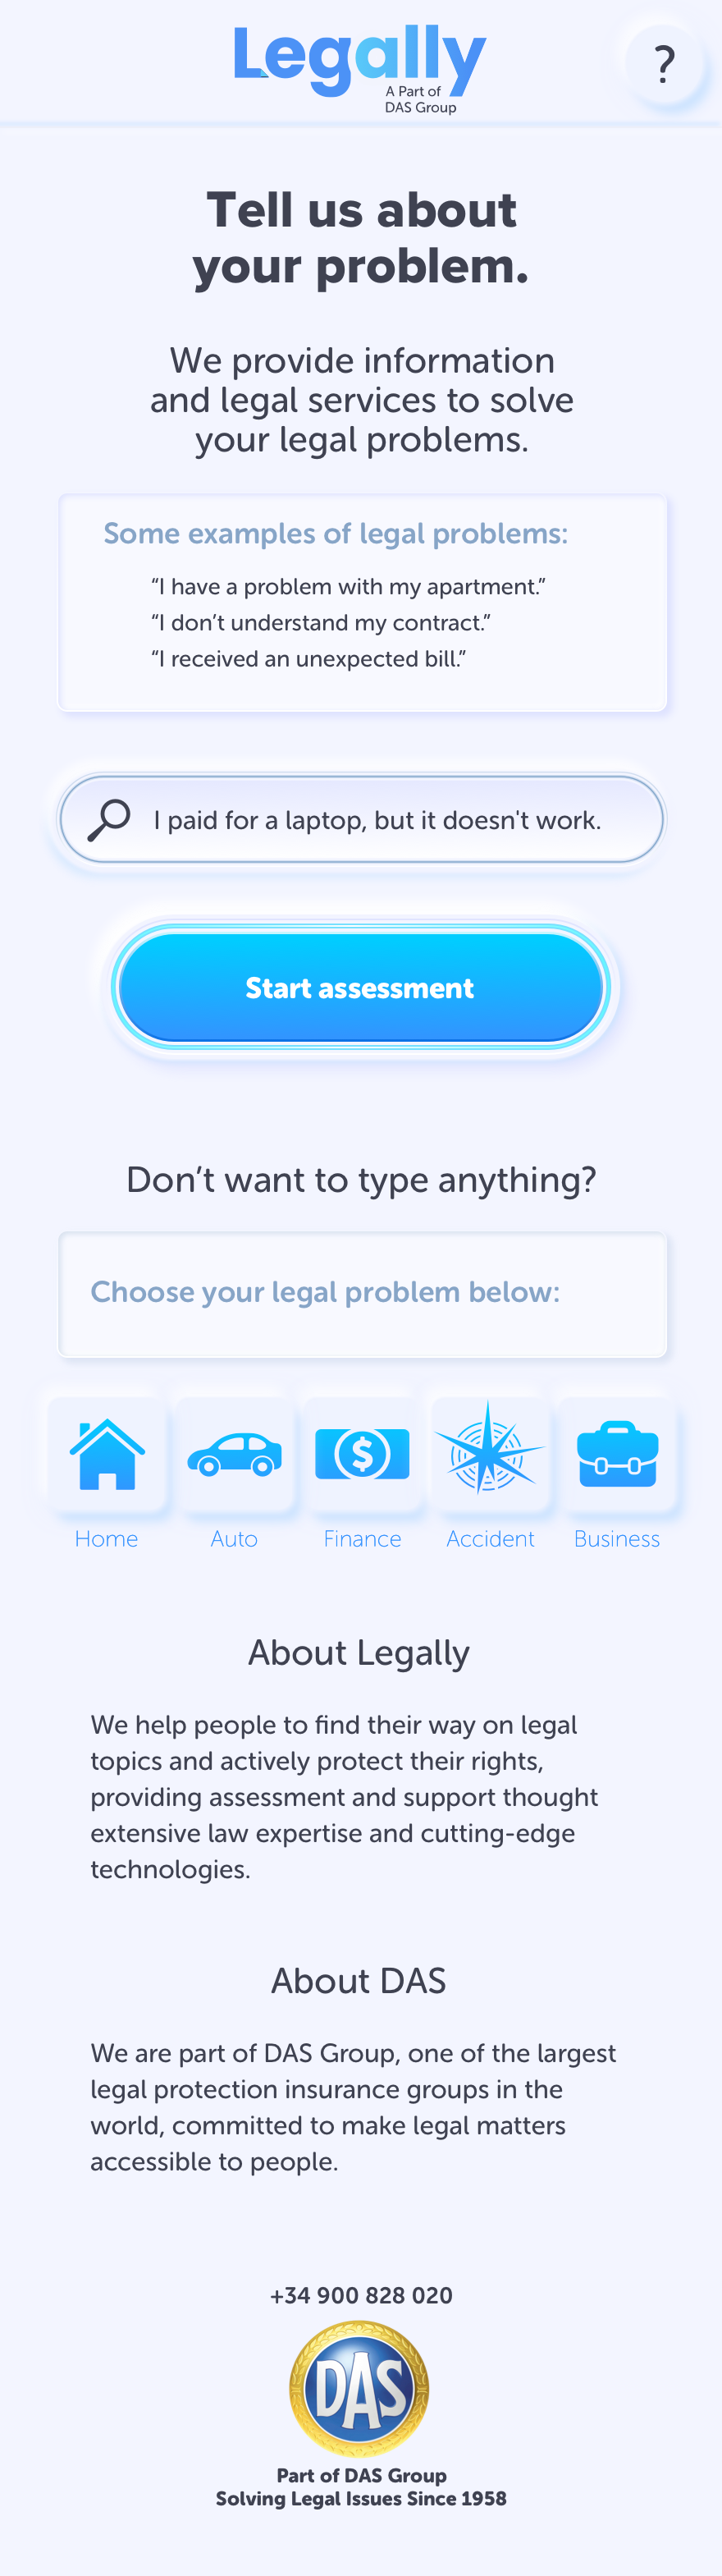 Legally
A Part of
DAS Group
?
Tell us about
your problem.
We provide information
and legal services to solve
your legal problems.
Some examples of legal problems:
“I have a problem with my apartment.”
“I don’t understand my contract.”
“I received an unexpected bill.”
I paid for a laptop, but it doesn't work.
Start assessment
Don’t want to type anything?
Choose your legal problem below:
$
Home Auto Finance Accident Business
About Legally
We help people to find their way on legal
topics and actively protect their rights,
providing assessment and support thought
extensive law expertise and cutting-edge
technologies.
About DAS
We are part of DAS Group, one of the largest
legal protection insurance groups in the
world, committed to make legal matters
accessible to people.
+34 900 828 020
DAS
Part of DAS Group
Solving Legal Issues Since 1958